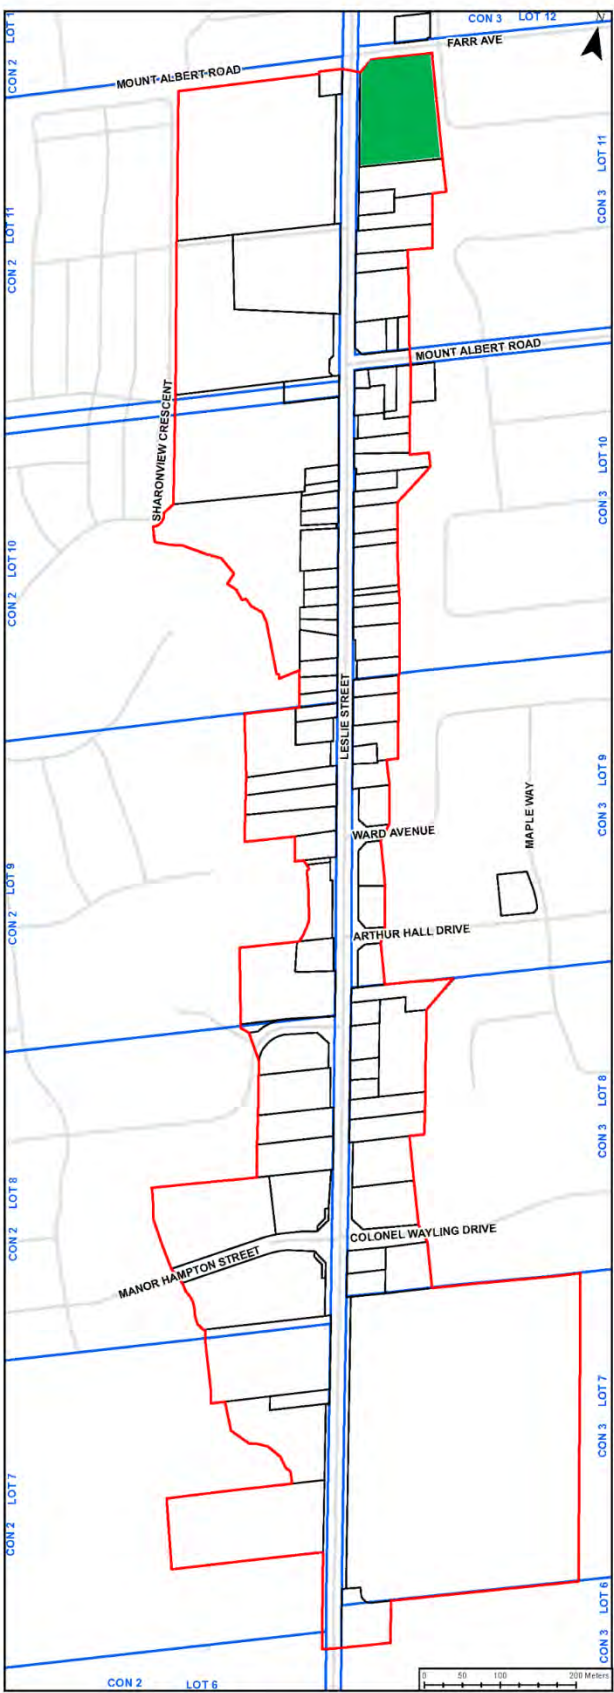 CON 3 LOT 12
N
FARR AVE
CON 2 LOT 1
MOUNT ALBERT ROAD
CON 3 LOT 11
CON 2 LOT 11
MOUNT ALBERT ROAD
SHARONVIEW CRESCENT
CON 3 LOT 10
CON 2 LOT 10
LESLIE STREET
CON 3 LOT 9
MAPLE WAY
WARD AVENUE
CON 2 LOT 9
ARTHUR HALL DRIVE
CON 3 LOT 8
CON 2 LOT 8
COLONEL WAYLING DRIVE
MANOR HAMPTON STREET
CON 3 LOT 7
CON 2 LOT 7
CON 3 LOT 6
CON 2 LOT 6
0 50 100 200 Meters